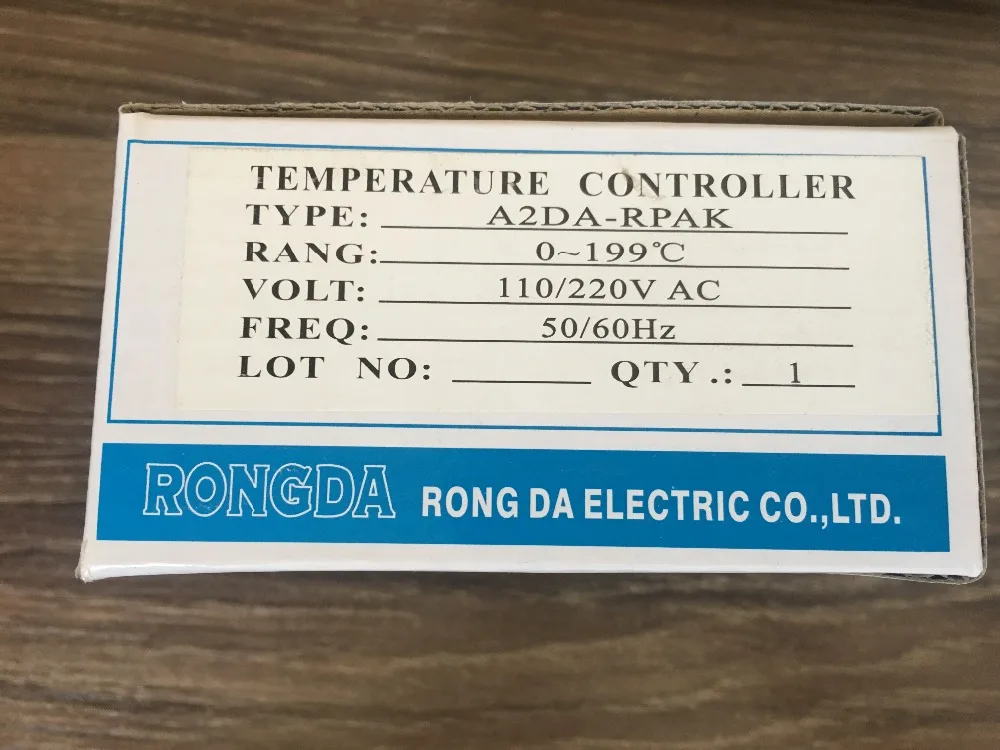 TEMPERATURE CONTROLLER
TYPE: A2DA-RPAK
RANG: 0~199℃
VOLT: 110/220V AC
FREQ: 50/60Hz
LOT NO: QTY.: 1
RONGDA RONG DA ELECTRIC CO.,LTD.